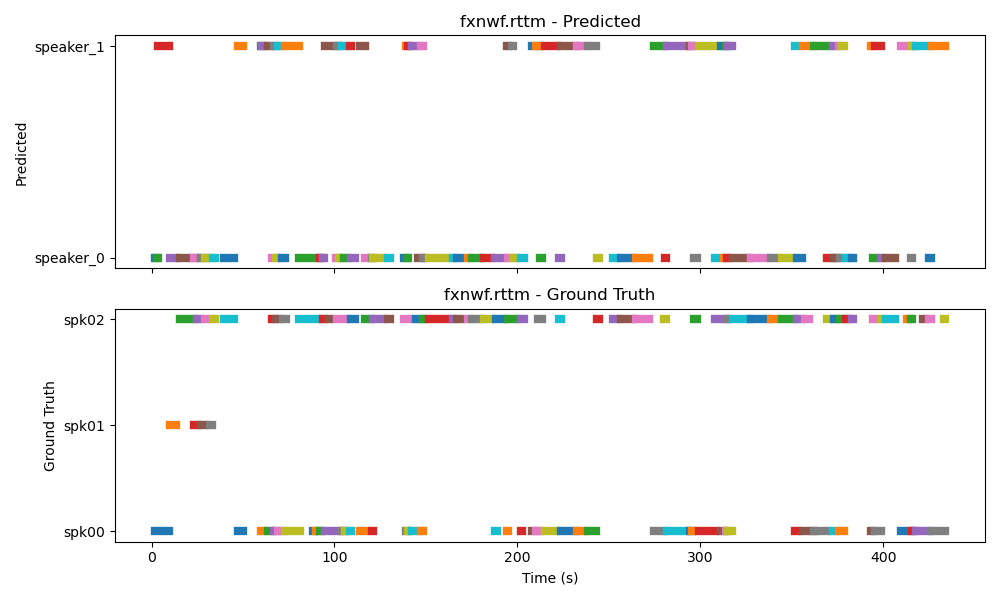 fxnwf.rttm - Predicted
speaker_1
Predicted
speaker_0
fxnwf.rttm - Ground Truth
spk02
spk01
Ground Truth
spk00
0 100 200 300 400
Time (s)